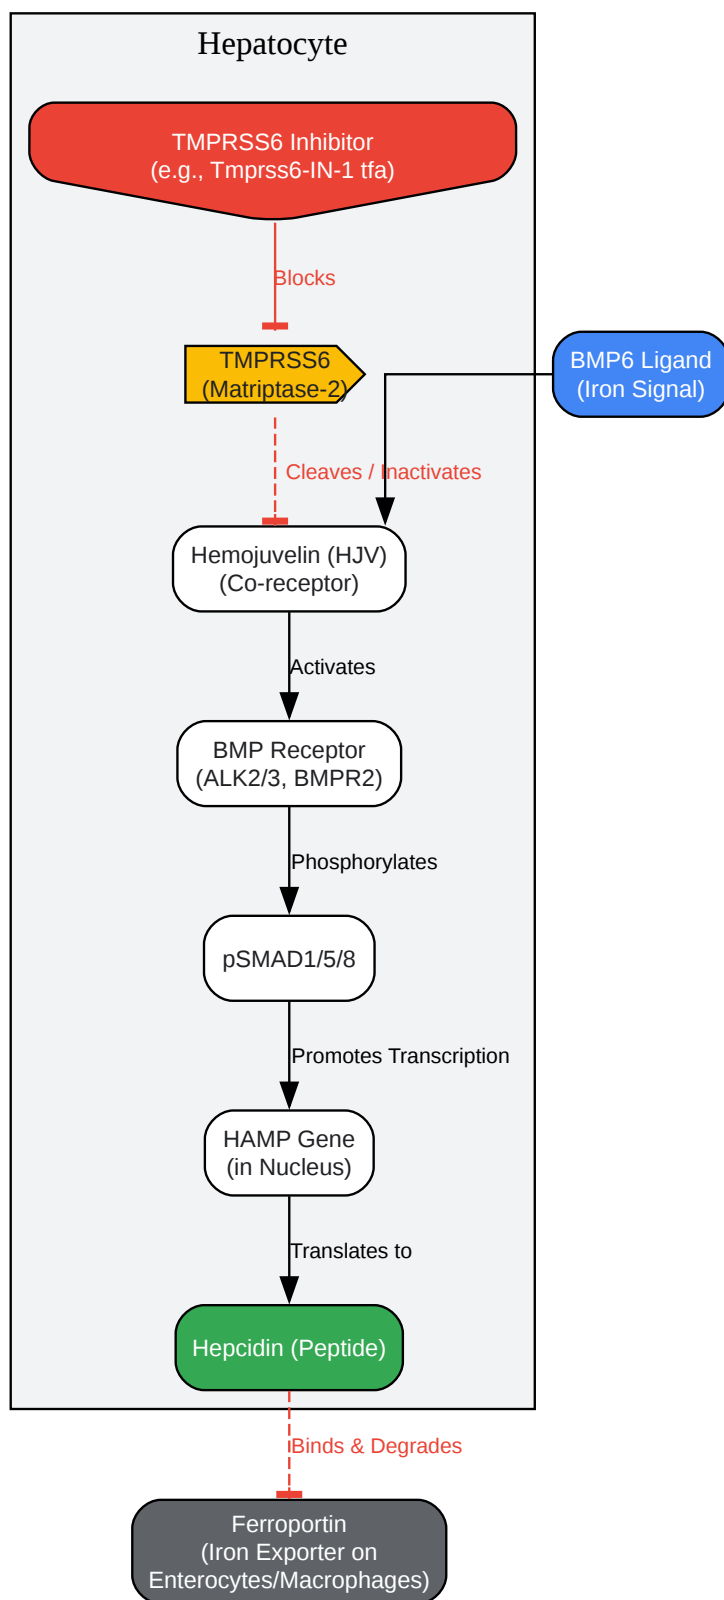 Hepatocyte
TMPRSS6 Inhibitor
(e.g., Tmprss6-IN-1 tfa)
Blocks
TMPRSS6
(Matriptase-2)
BMP6 Ligand
(Iron Signal)
Cleaves / Inactivates
Hemojuvelin (HJV)
(Co-receptor)
Activates
BMP Receptor
(ALK2/3, BMPR2)
Phosphorylates
pSMAD1/5/8
Promotes Transcription
HAMP Gene
(in Nucleus)
Translates to
Hepcidin (Peptide)
Binds & Degrades
Ferroportin
(Iron Exporter on
Enterocytes/Macrophages)